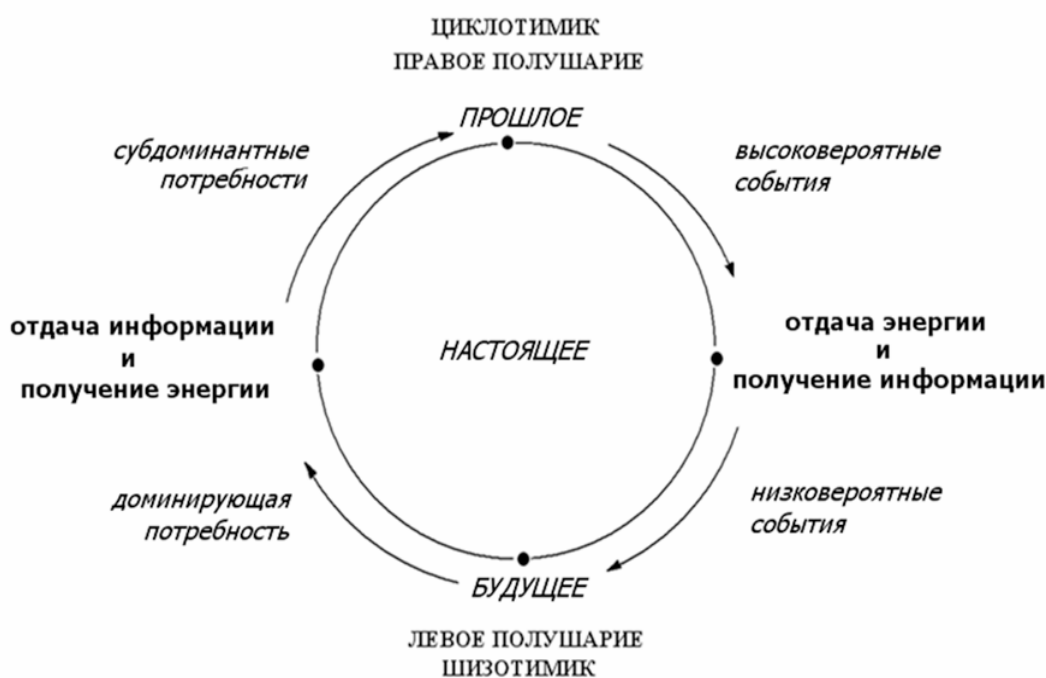 ЦИКЛОТИМИК
ПРАВОЕ ПОЛУШАРИЕ
ПРОШЛОЕ
субдоминантные
потребности
высоковероятные
события
отдача информации
и
получение энергии
НАСТОЯЩЕЕ
отдача энергии
и
получение информации
доминирующая
потребность
низковероятные
события
БУДУЩЕЕ
ЛЕВОЕ ПОЛУШАРИЕ
ШИЗОТИМИК